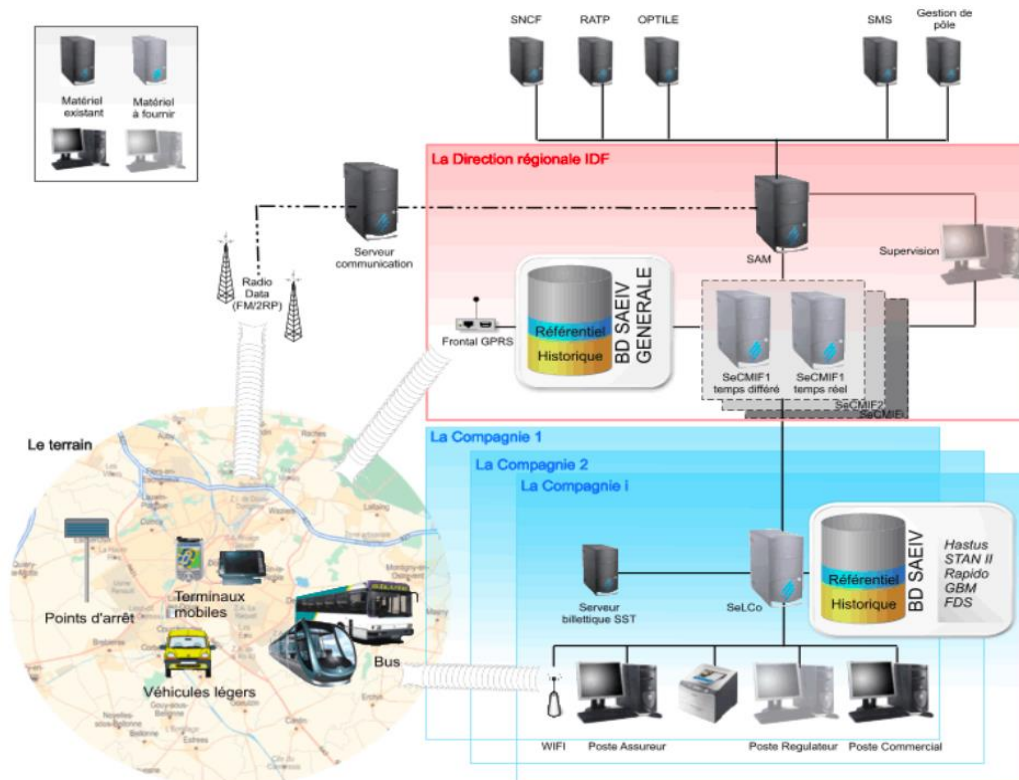 SNCF
RATP
OPTILE
SMS
Gestion de
pôle
Matériel
existant
Matériel
à fournir
La Direction régionale IDF
Serveur
communication
SAM
Supervision
Radio
Data
(FM/2RP)
Frontal GPRS
Référentiel
Historique
BD SAEIV
GENERALE
SeCMIF1
temps différé
SeCMIF1
temps réel
SeCMIF2
SeCMIFi
Le terrain
La Compagnie 1
La Compagnie 2
La Compagnie i
Points d'arrêt
Terminaux
mobiles
Bus
Véhicules légers
Serveur
billettique SST
SeLCo
Référentiel
Historique
BD SAEIV
Hastus
STAN II
Rapido
GBM
FDS
WIFI
Poste Assureur
Poste Regulateur
Poste Commercial